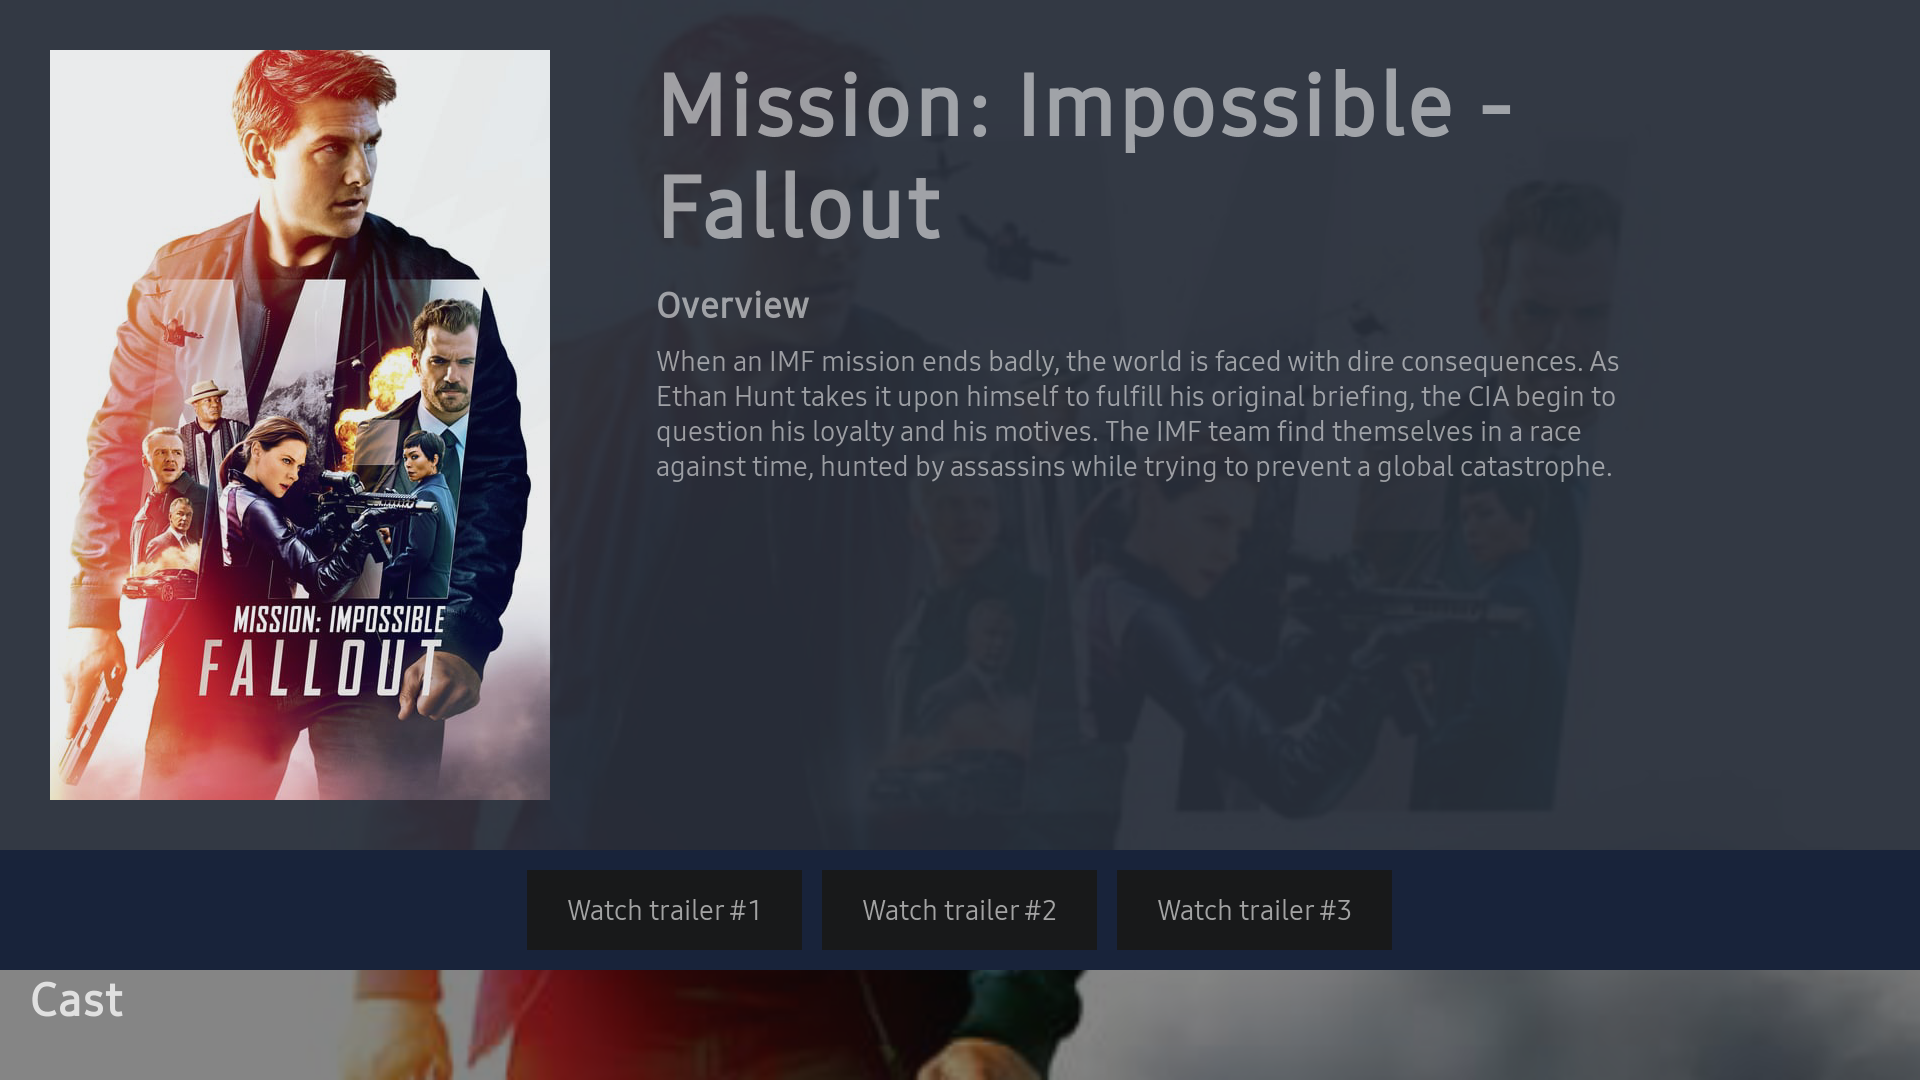 Mission: Impossible -
Fallout
Overview
When an IMF mission ends badly, the world is faced with dire consequences. As
Ethan Hunt takes it upon himself to fulfill his original briefing, the CIA begin to
question his loyalty and his motives. The IMF team find themselves in a race
against time, hunted by assassins while trying to prevent a global catastrophe.
MISSION: IMPOSSIBLE
FALLOUT
Watch trailer #1
Watch trailer #2
Watch trailer #3
Cast